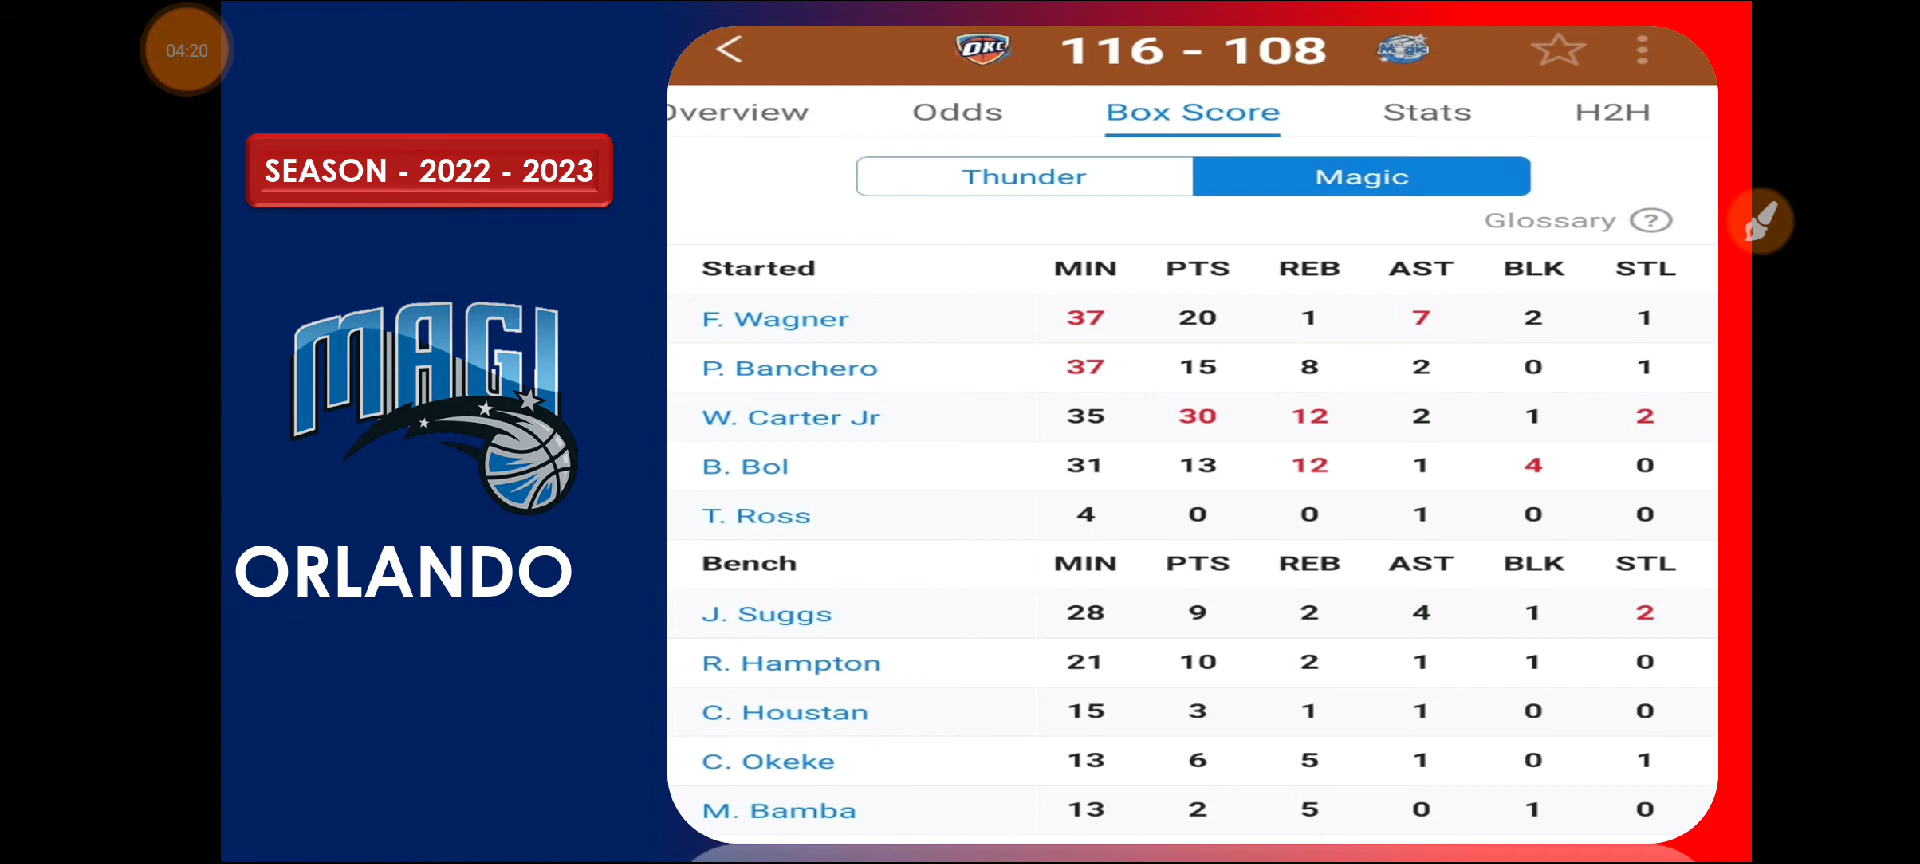 04:20
SEASON - 2022 - 2023
MAGI
ORLANDO
OKC 116 - 108 Magic
Overview Odds Box Score Stats H2H
Thunder Magic
Glossary ?
Started MIN PTS REB AST BLK STL
F. Wagner 37 20 1 7 2 1
P. Banchero 37 15 8 2 0 1
W. Carter Jr 35 30 12 2 1 2
B. Bol 31 13 12 1 4 0
T. Ross 4 0 0 1 0 0
Bench MIN PTS REB AST BLK STL
J. Suggs 28 9 2 4 1 2
R. Hampton 21 10 2 1 1 0
C. Houstan 15 3 1 1 0 0
C. Okeke 13 6 5 1 0 1
M. Bamba 13 2 5 0 1 0